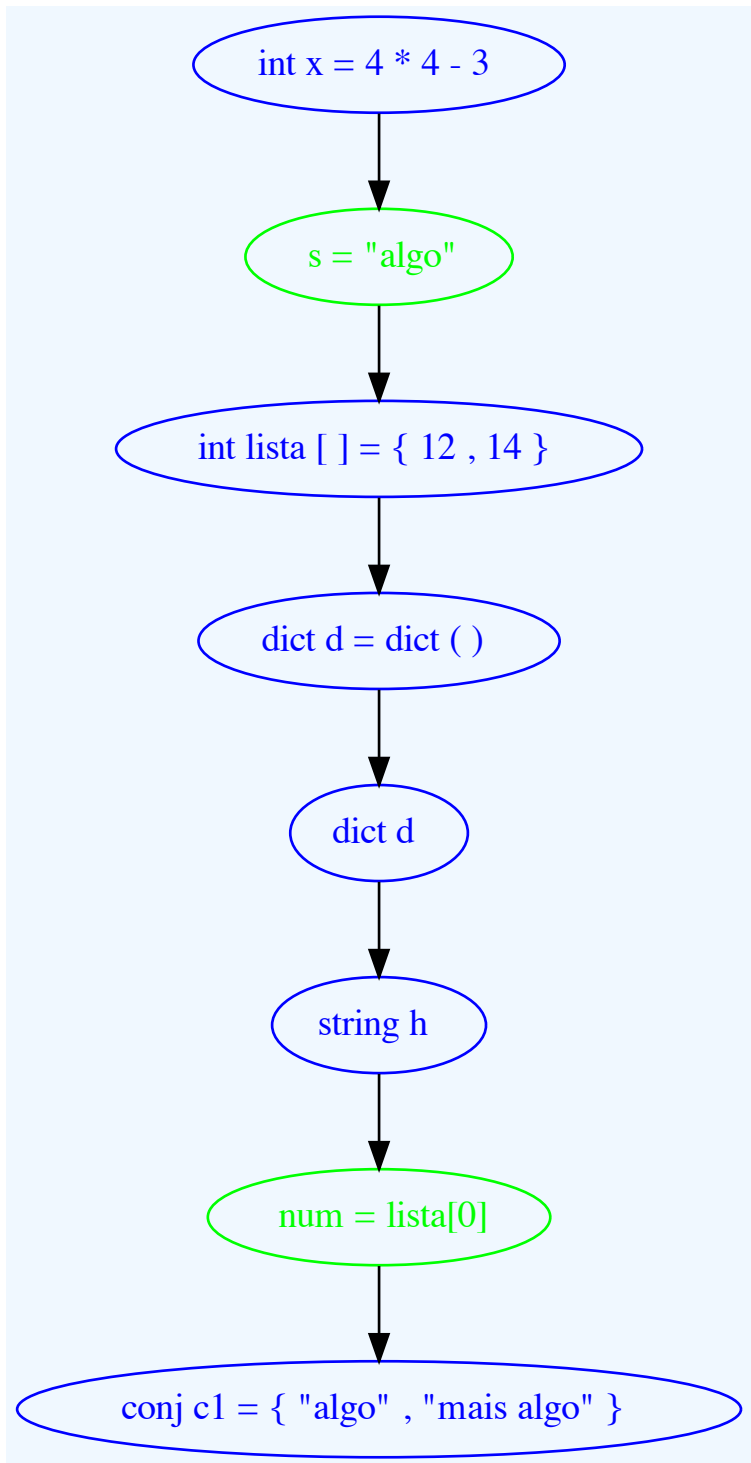 int x = 4 * 4 - 3
s = "algo"
int lista [ ] = { 12 , 14 }
dict d = dict ( )
dict d
string h
num = lista[0]
conj c1 = { "algo" , "mais algo" }